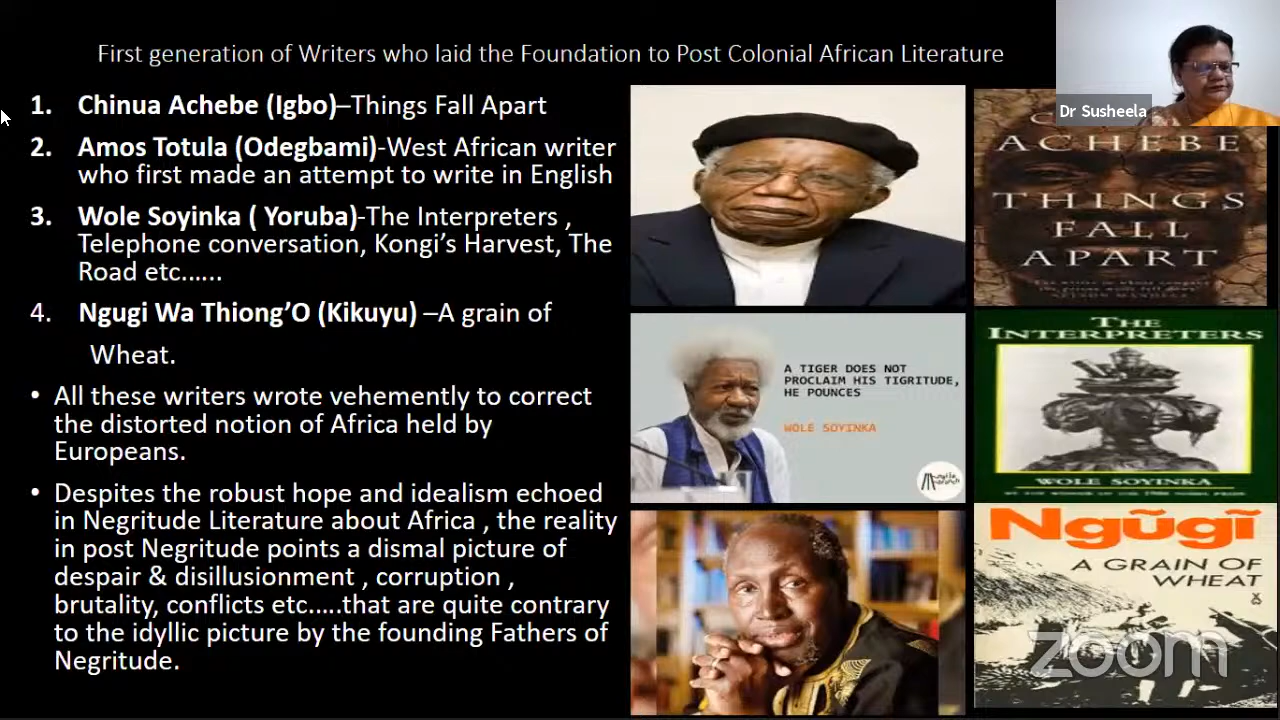 First generation of Writers who laid the Foundation to Post Colonial African Literature
1. Chinua Achebe (Igbo)–Things Fall Apart
2. Amos Totula (Odegbami)-West African writer
who first made an attempt to write in English
3. Wole Soyinka ( Yoruba)-The Interpreters ,
Telephone conversation, Kongi’s Harvest, The
Road etc......
4. Ngugi Wa Thiong’O (Kikuyu) –A grain of
Wheat.
• All these writers wrote vehemently to correct
the distorted notion of Africa held by
Europeans.
• Despites the robust hope and idealism echoed
in Negritude Literature about Africa , the reality
in post Negritude points a dismal picture of
despair & disillusionment , corruption ,
brutality, conflicts etc.....that are quite contrary
to the idyllic picture by the founding Fathers of
Negritude.
Dr Susheela
ACHEBE
THINGS
FALL
APART
A TIGER DOES NOT
PROCLAIM HIS TIGRITUDE,
HE POUNCES
WOLE SOYINKA
THE
INTERPRETERS
WOLE SOYINKA
Ngũgĩ
A GRAIN OF
WHEAT
zoom